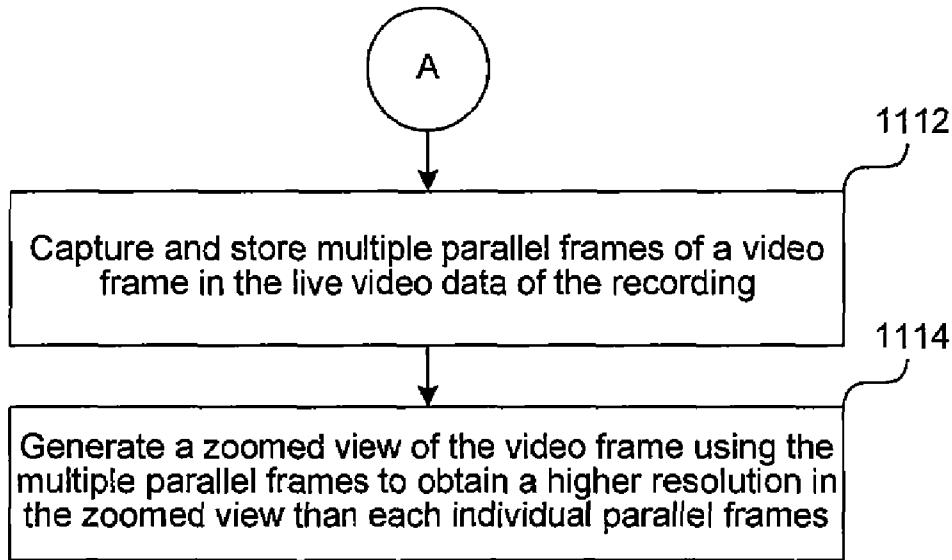 A
1112
Capture and store multiple parallel frames of a video
frame in the live video data of the recording
1114
Generate a zoomed view of the video frame using the
multiple parallel frames to obtain a higher resolution in
the zoomed view than each individual parallel frames